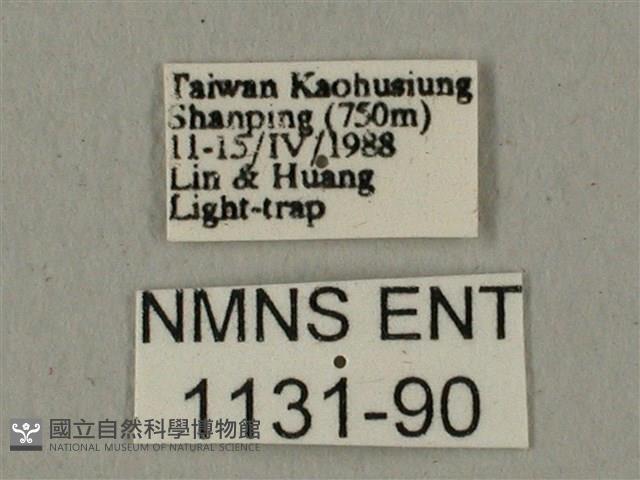 Taiwan Kaohusiung
Shanping (750m)
11-15/IV/1988
Lin & Huang
Light-trap
NMNS ENT
1131-90
國立自然科學博物館
NATIONAL MUSEUM OF NATURAL SCIENCE